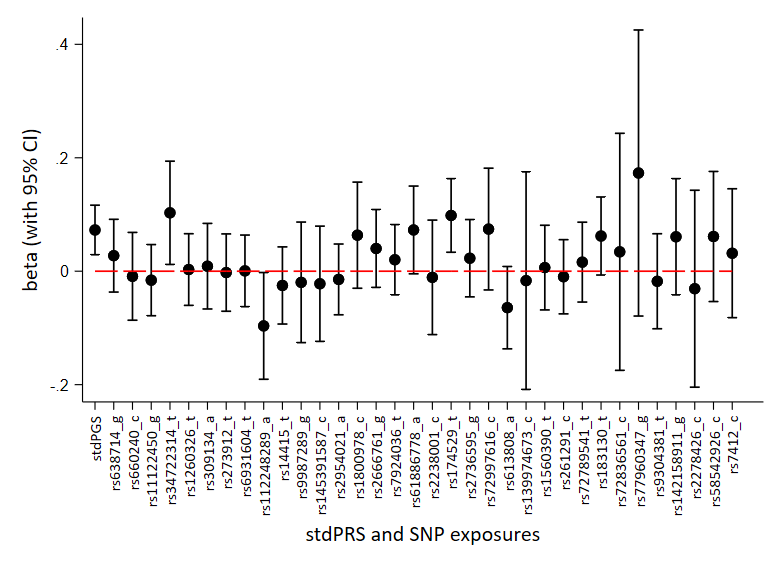 .4
.2
0
-.2
beta (with 95% CI)
stdPGS
rs638714_g
rs660240_c
rs11122450_g
rs34722314_t
rs1260326_t
rs309134_a
rs273912_t
rs6931604_t
rs112248289_a
rs14415_t
rs9987289_g
rs145391587_c
rs2954021_a
rs1800978_c
rs2666761_g
rs7924036_t
rs61886778_a
rs2238001_c
rs174529_t
rs2736595_g
rs72997616_c
rs613808_a
rs139974673_c
rs1560390_t
rs261291_c
rs72789541_t
rs183130_t
rs72836561_c
rs77960347_g
rs9304381_t
rs142158911_g
rs2278426_c
rs58542926_c
rs7412_c
stdPRS and SNP exposures